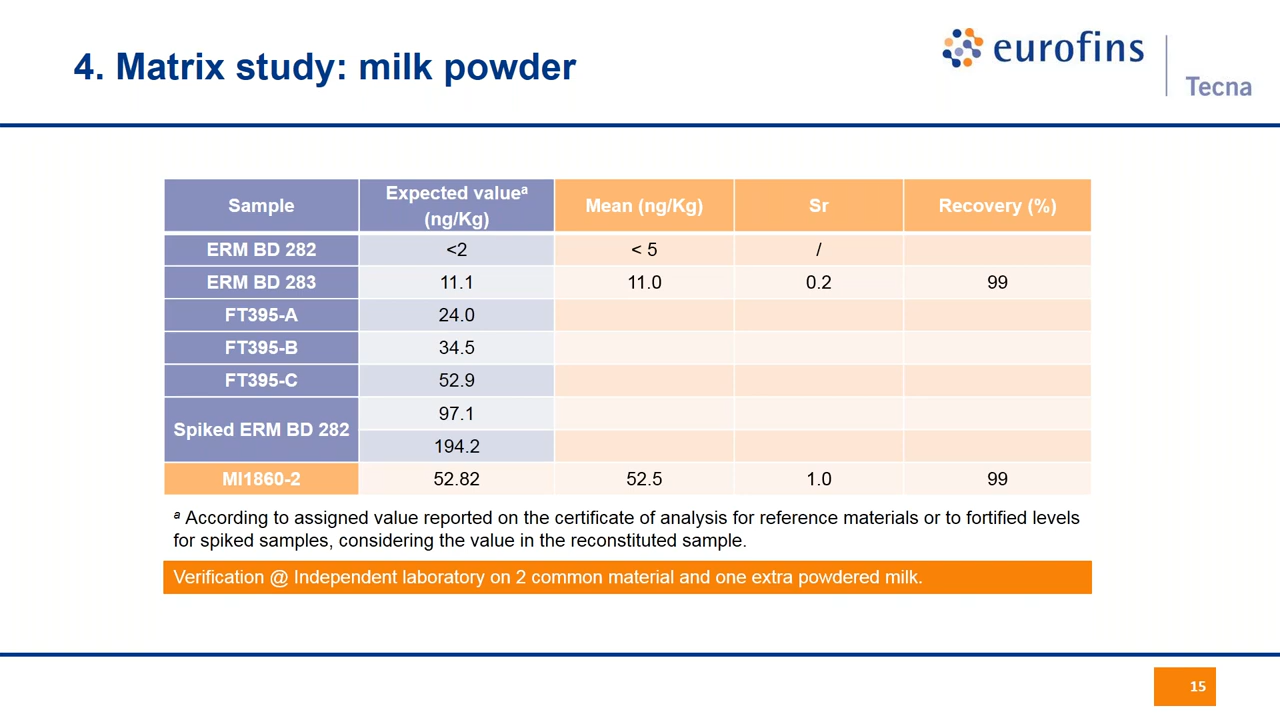 4. Matrix study: milk powder
eurofins
Tecna
Sample Expected valueᵃ (ng/Kg) Mean (ng/Kg) Sr Recovery (%)
ERM BD 282 <2 < 5 /
ERM BD 283 11.1 11.0 0.2 99
FT395-A 24.0
FT395-B 34.5
FT395-C 52.9
Spiked ERM BD 282 97.1
194.2
MI1860-2 52.82 52.5 1.0 99
ᵃ According to assigned value reported on the certificate of analysis for reference materials or to fortified levels
for spiked samples, considering the value in the reconstituted sample.
Verification @ Independent laboratory on 2 common material and one extra powdered milk.
15